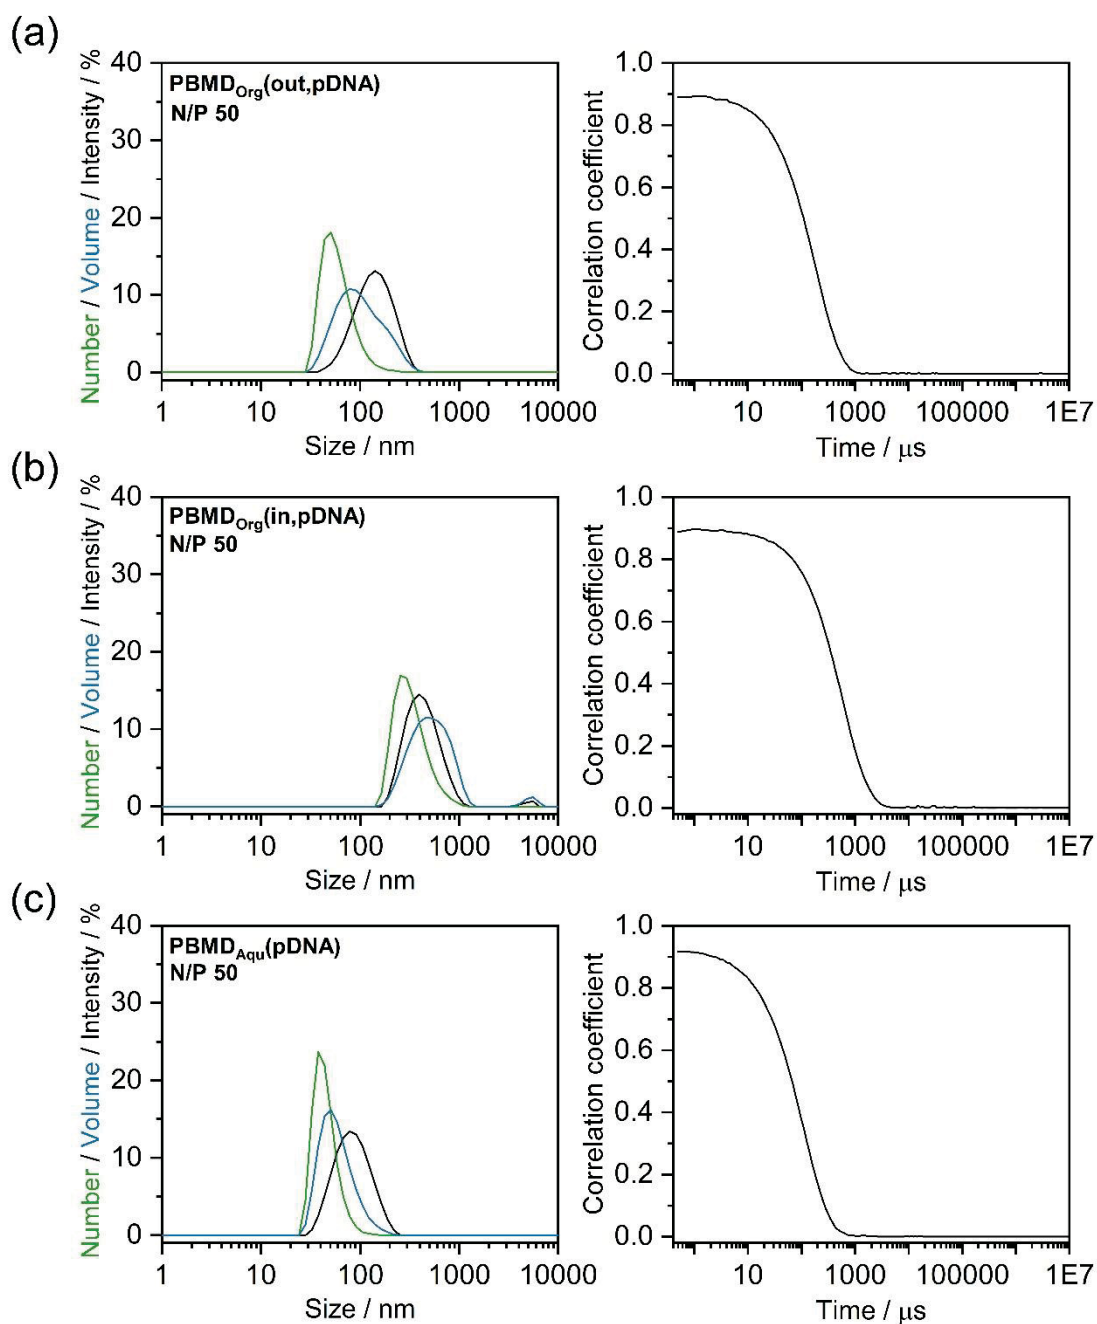 (a)
Number / Volume / Intensity / %
40
30
20
10
0
PBMD_Org(out,pDNA)
N/P 50
1 10 100 1000 10000
Size / nm
Correlation coefficient
1.0
0.8
0.6
0.4
0.2
0.0
10 1000 100000 1E7
Time / μs
(b)
Number / Volume / Intensity / %
40
30
20
10
0
PBMD_Org(in,pDNA)
N/P 50
1 10 100 1000 10000
Size / nm
Correlation coefficient
1.0
0.8
0.6
0.4
0.2
0.0
10 1000 100000 1E7
Time / μs
(c)
Number / Volume / Intensity / %
40
30
20
10
0
PBMD_Aqu(pDNA)
N/P 50
1 10 100 1000 10000
Size / nm
Correlation coefficient
1.0
0.8
0.6
0.4
0.2
0.0
10 1000 100000 1E7
Time / μs